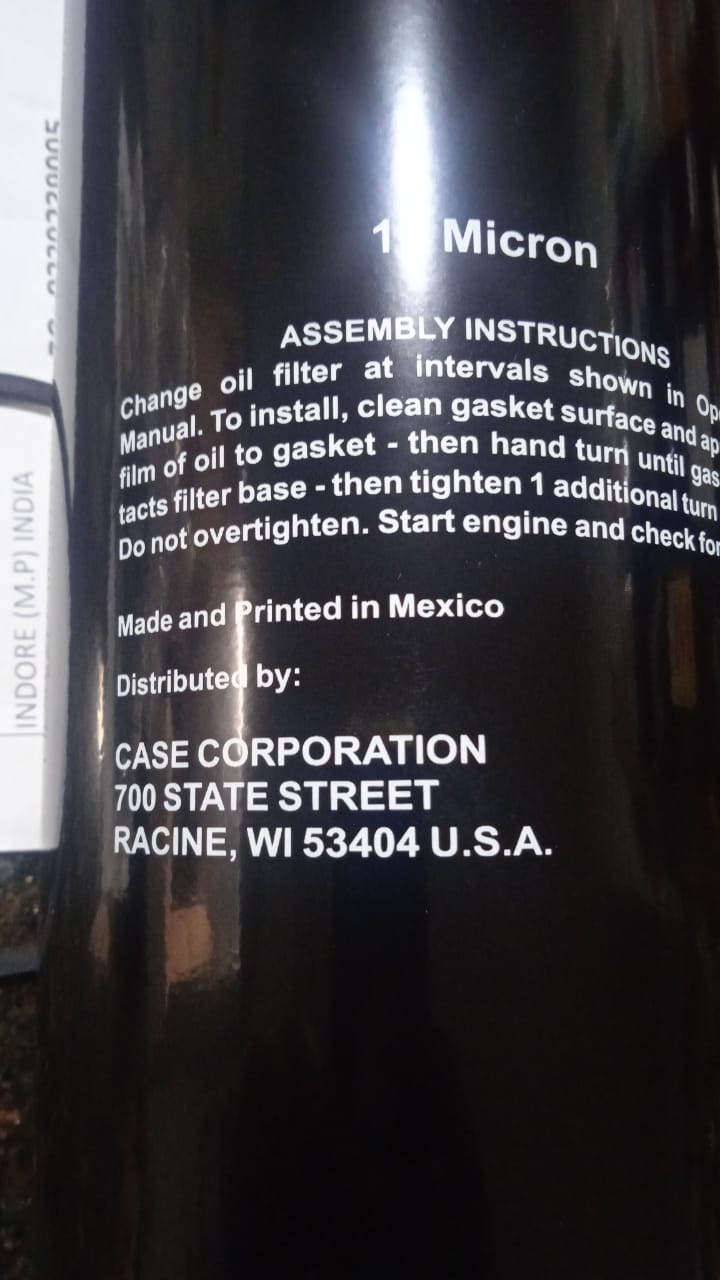 Micron
ASSEMBLY INSTRUCTIONS
Change oil filter at intervals shown in
Manual. To install, clean gasket surface and
film of oil to gasket - then hand turn until
tacts filter base - then tighten 1 additional turn
Do not overtighten. Start engine and check
Made and Printed in Mexico
Distributed by:
CASE CORPORATION
700 STATE STREET
RACINE, WI 53404 U.S.A.
INDORE (M.P) INDIA